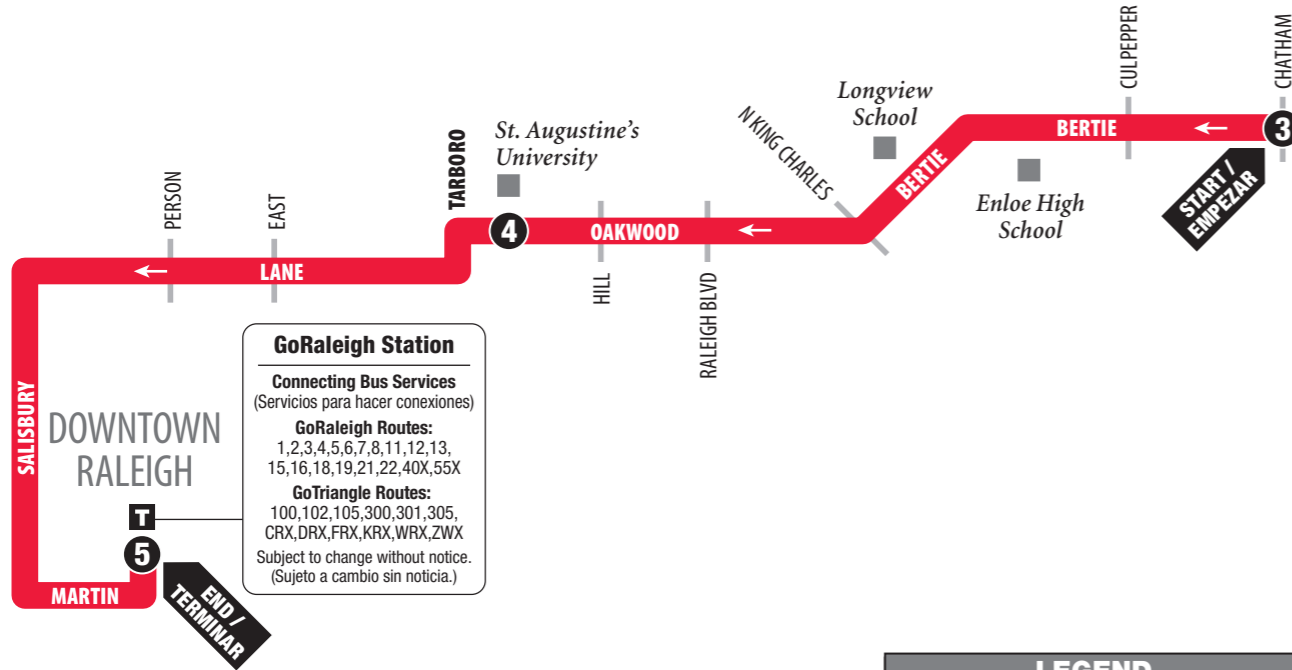 CULPEPPER
CHATHAM
Longview
School
N KING CHARLES
BERTIE
3
BERTIE
START /
EMPEZAR
Enloe High
School
TARBORO
St. Augustine's
University
4
OAKWOOD
HILL
RALEIGH BLVD
PERSON
EAST
LANE
SALISBURY
DOWNTOWN
RALEIGH
T
5
MARTIN
END /
TERMINAR
GoRaleigh Station
Connecting Bus Services
(Servicios para hacer conexiones)
GoRaleigh Routes:
1,2,3,4,5,6,7,8,11,12,13,
15,16,18,19,21,22,40X,55X
GoTriangle Routes:
100,102,105,300,301,305,
CRX,DRX,FRX,KRX,WRX,ZWX
Subject to change without notice.
(Sujeto a cambio sin noticia.)
LEGEND